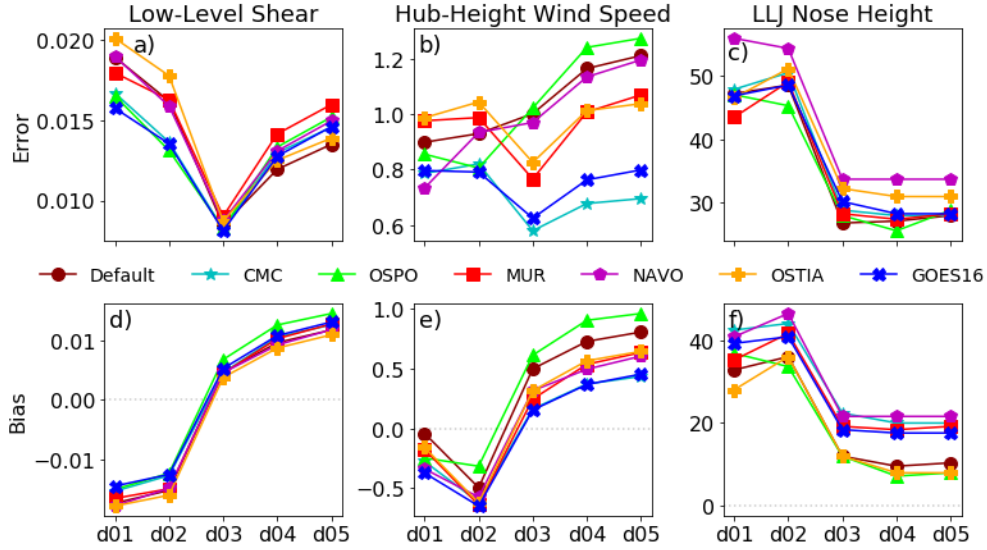 Low-Level Shear
Hub-Height Wind Speed
LLJ Nose Height
Error
0.020
0.015
0.010
a)
1.2
1.0
0.8
0.6
b)
50
40
30
c)
Default
CMC
OSPO
MUR
NAVO
OSTIA
GOES16
Bias
0.01
0.00
−0.01
d)
d01 d02 d03 d04 d05
1.0
0.5
0.0
−0.5
e)
d01 d02 d03 d04 d05
40
20
0
f)
d01 d02 d03 d04 d05